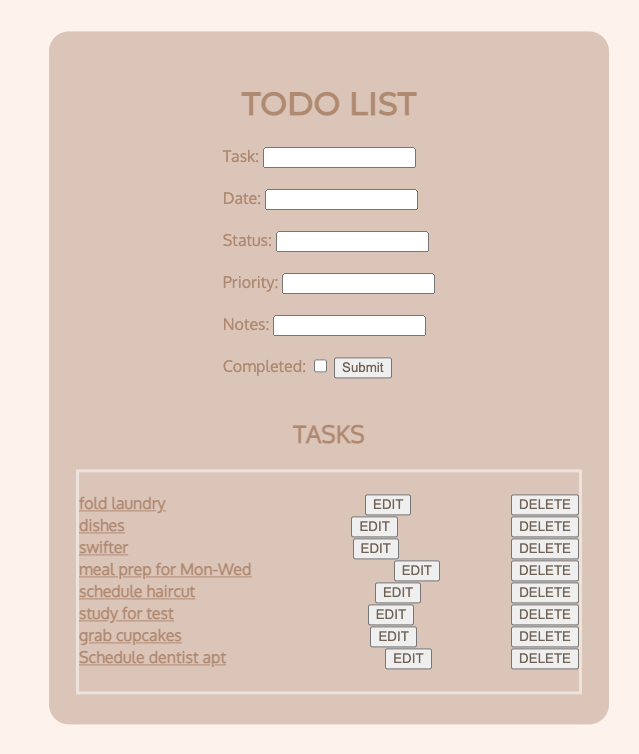 TODO LIST
Task:
Date:
Status:
Priority:
Notes:
Completed: Submit
TASKS
fold laundry EDIT DELETE
dishes EDIT DELETE
swifter EDIT DELETE
meal prep for Mon-Wed EDIT DELETE
schedule haircut EDIT DELETE
study for test EDIT DELETE
grab cupcakes EDIT DELETE
Schedule dentist apt EDIT DELETE